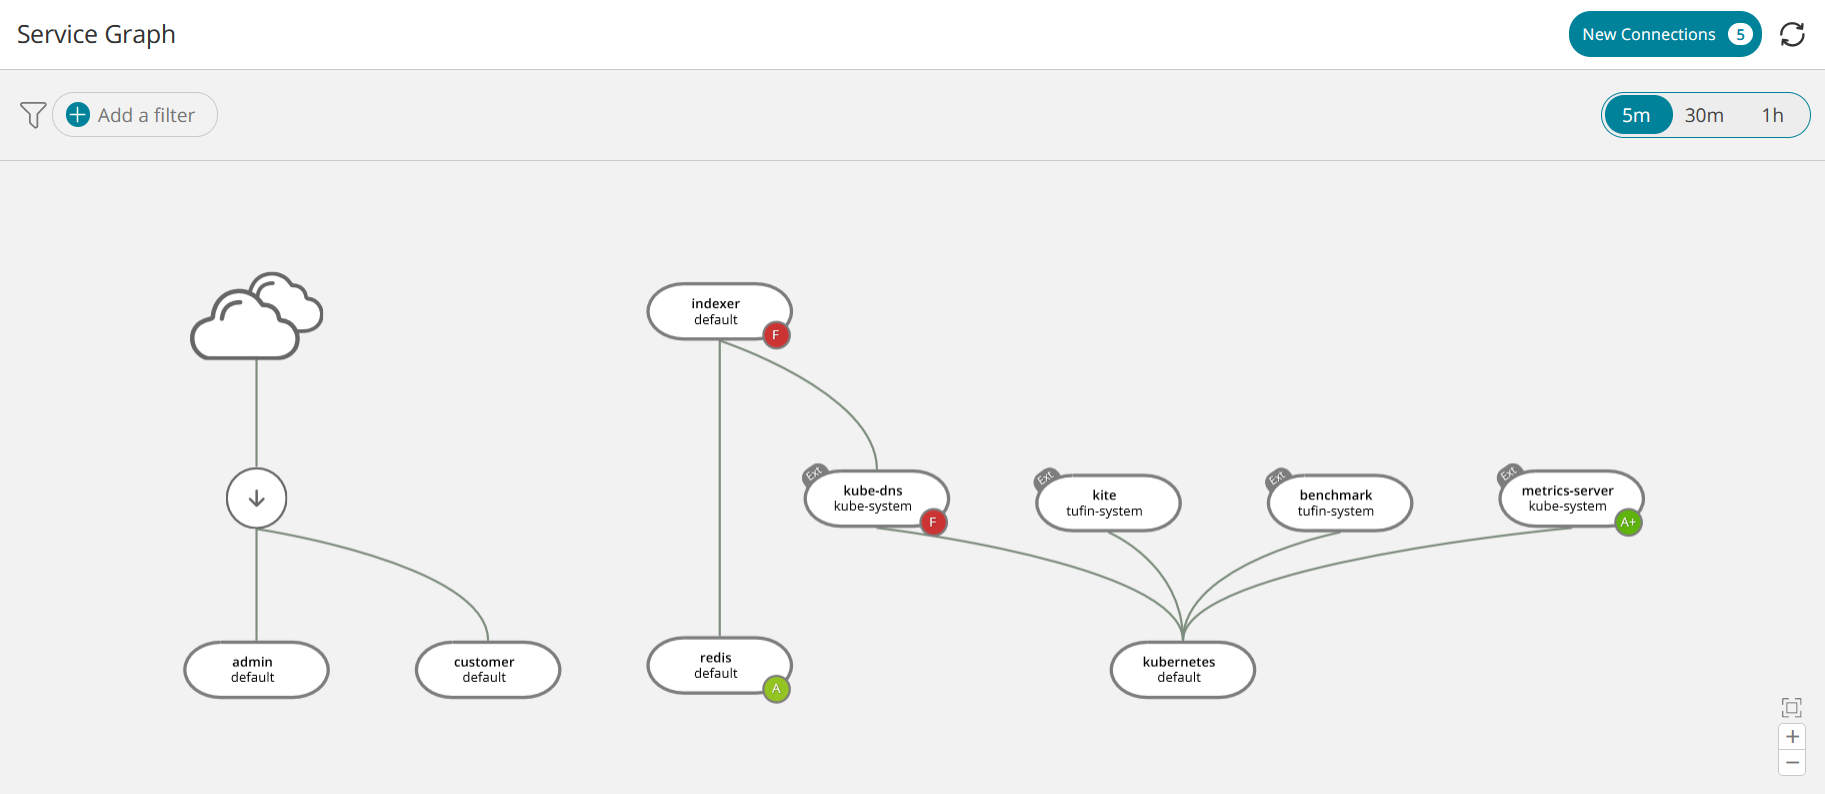 Service Graph
New Connections 5
Add a filter
5m 30m 1h
indexer
default
F
Ext
kube-dns
kube-system
F
Ext
kite
tufin-system
Ext
benchmark
tufin-system
Ext
metrics-server
kube-system
A+
admin
default
customer
default
redis
default
A
kubernetes
default